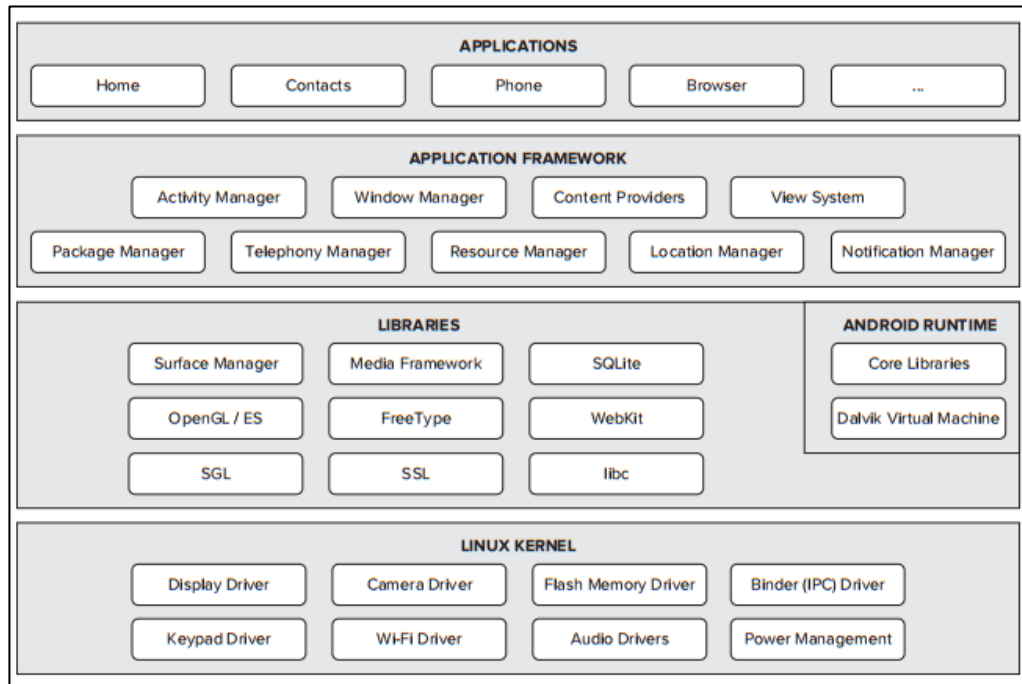 APPLICATIONS
Home Contacts Phone Browser ...
APPLICATION FRAMEWORK
Activity Manager Window Manager Content Providers View System
Package Manager Telephony Manager Resource Manager Location Manager Notification Manager
LIBRARIES ANDROID RUNTIME
Surface Manager Media Framework SQLite Core Libraries
OpenGL / ES FreeType WebKit Dalvik Virtual Machine
SGL SSL libc
LINUX KERNEL
Display Driver Camera Driver Flash Memory Driver Binder (IPC) Driver
Keypad Driver Wi-Fi Driver Audio Drivers Power Management